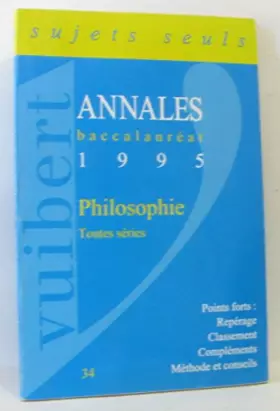 sujets seuls
vuibert
ANNALES
baccalauréat
1995
Philosophie
Toutes séries
Points forts :
Repérage
Classement
Compléments
Méthode et conseils
34